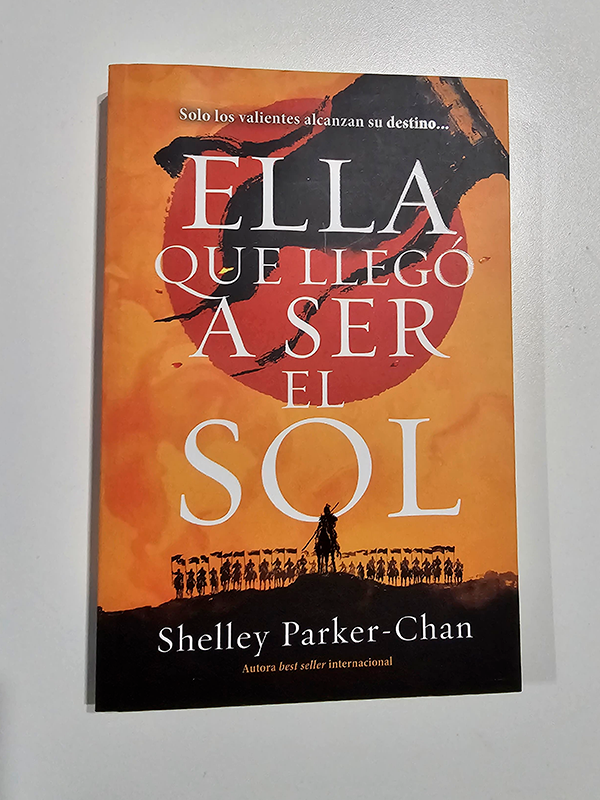 Solo los valientes alcanzan su destino...
ELLA
QUE LLEGÓ
A SER
EL
SOL
Shelley Parker-Chan
Autora best seller internacional